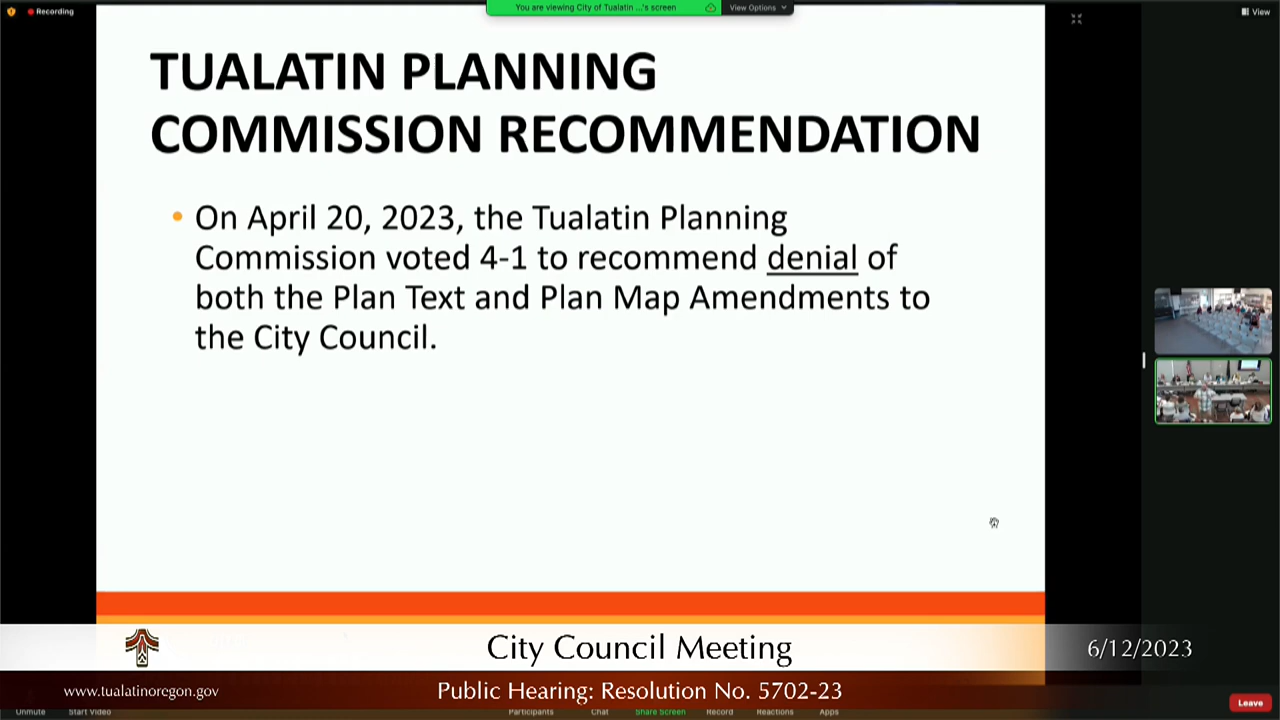 Recording
You are viewing City of Tualatin ...'s screen
View Options
View
TUALATIN PLANNING
COMMISSION RECOMMENDATION
• On April 20, 2023, the Tualatin Planning
Commission voted 4-1 to recommend denial of
both the Plan Text and Plan Map Amendments to
the City Council.
City Council Meeting
6/12/2023
www.tualatinoregon.gov
Public Hearing: Resolution No. 5702-23
Leave
Unmute
Start Video
Participants
Chat
Share Screen
Record
Reactions
Apps